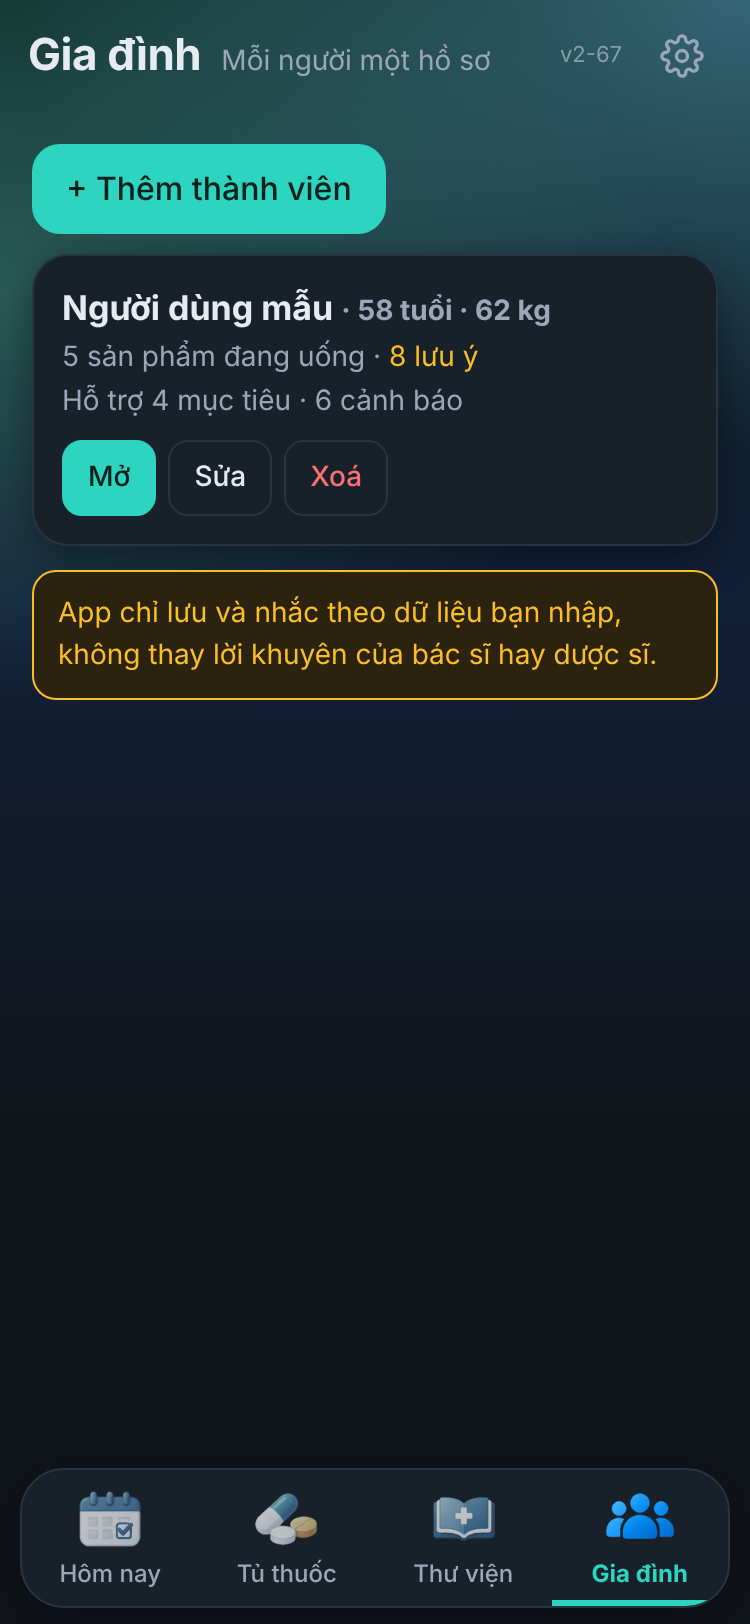 Gia đình Mỗi người một hồ sơ v2-67
+ Thêm thành viên
Người dùng mẫu · 58 tuổi · 62 kg
5 sản phẩm đang uống · 8 lưu ý
Hỗ trợ 4 mục tiêu · 6 cảnh báo
Mở Sửa Xoá
App chỉ lưu và nhắc theo dữ liệu bạn nhập,
không thay lời khuyên của bác sĩ hay dược sĩ.
Hôm nay Tủ thuốc Thư viện Gia đình